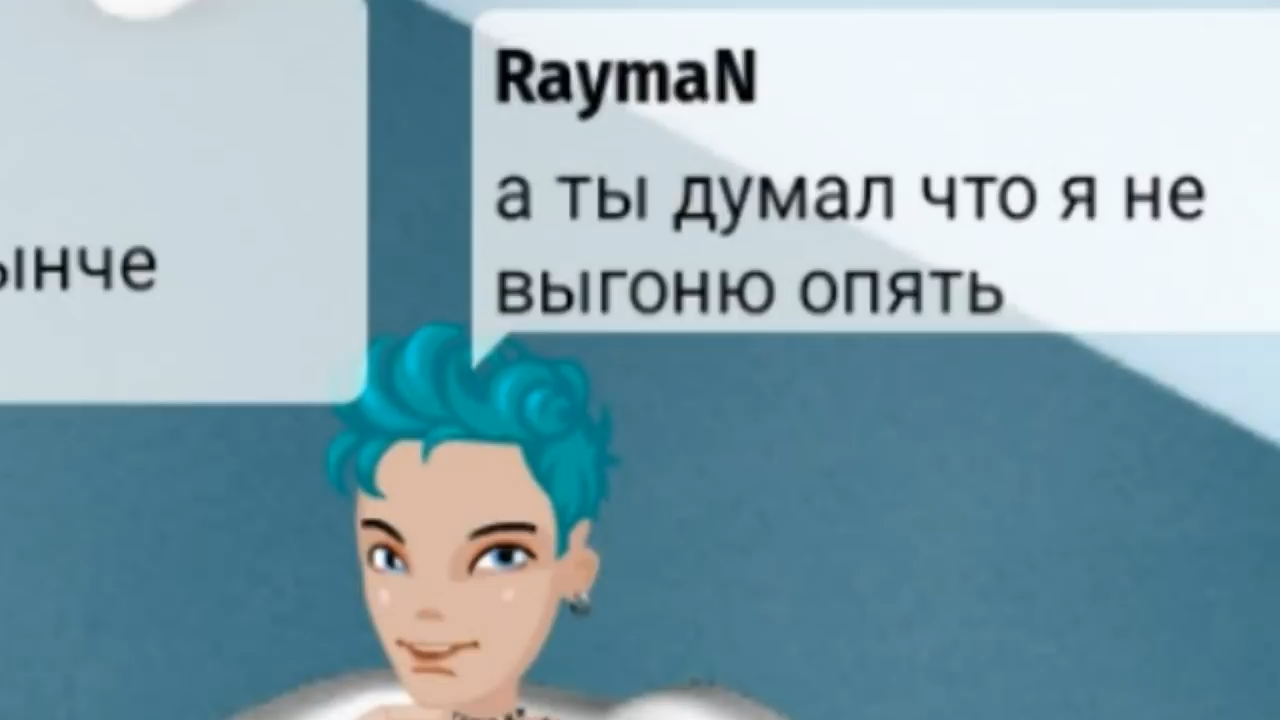 RaymaN
а ты думал что я не
выгоню опять